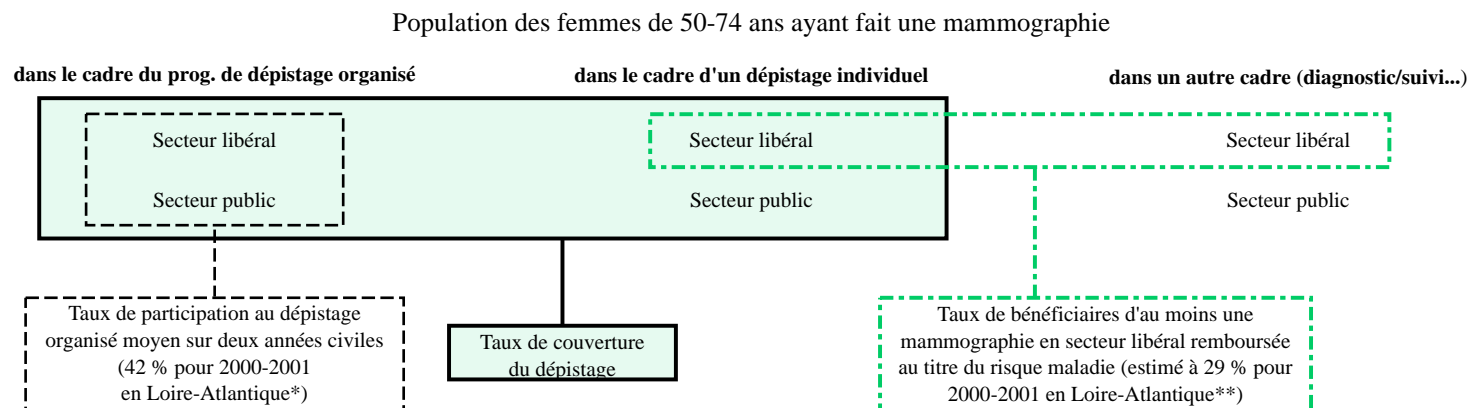 Population des femmes de 50-74 ans ayant fait une mammographie
dans le cadre du prog. de dépistage organisé
dans le cadre d'un dépistage individuel
dans un autre cadre (diagnostic/suivi...)
Secteur libéral
Secteur libéral
Secteur libéral
Secteur public
Secteur public
Secteur public
Taux de participation au dépistage
organisé moyen sur deux années civiles
(42 % pour 2000-2001
en Loire-Atlantique*)
Taux de couverture
du dépistage
Taux de bénéficiaires d'au moins une
mammographie en secteur libéral remboursée
au titre du risque maladie (estimé à 29 % pour
2000-2001 en Loire-Atlantique**)